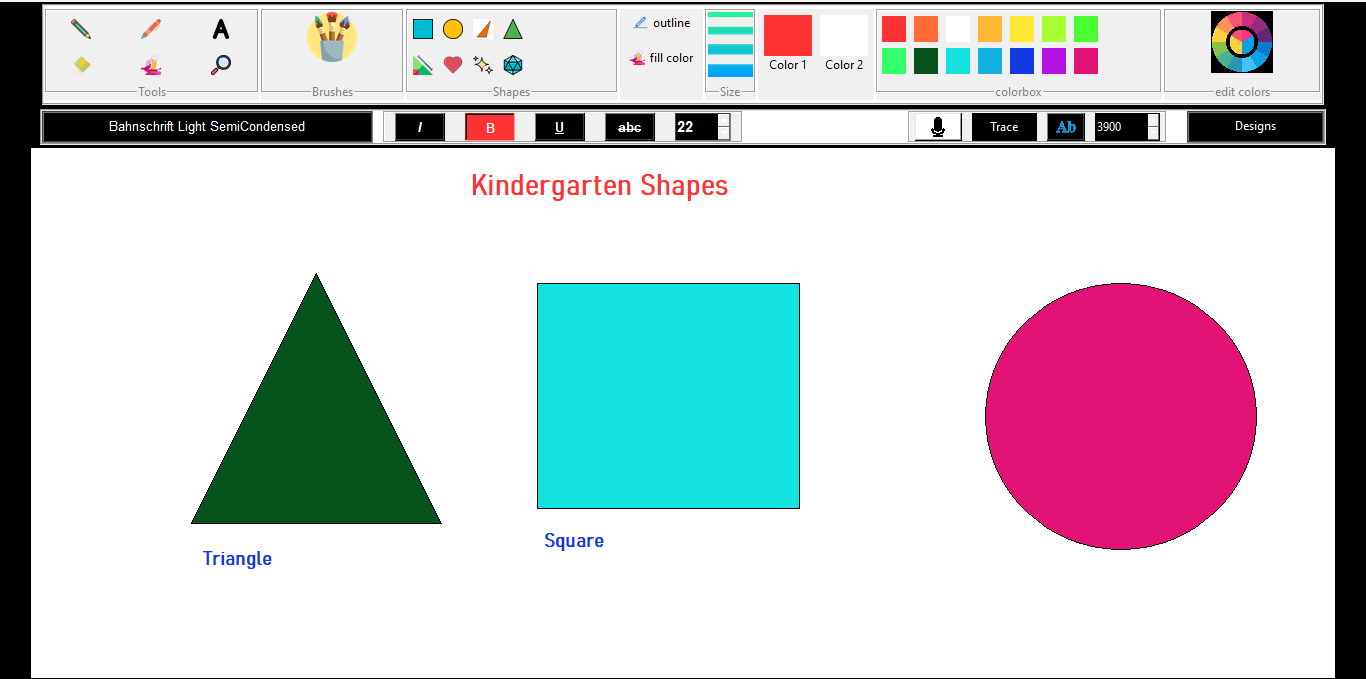 outline
fill color
Color 1 Color 2
Tools Brushes Shapes Size colorbox edit colors
Bahnschrift Light SemiCondensed I B U abc 22 Trace Ab 3900 Designs
Kindergarten Shapes
Square
Triangle